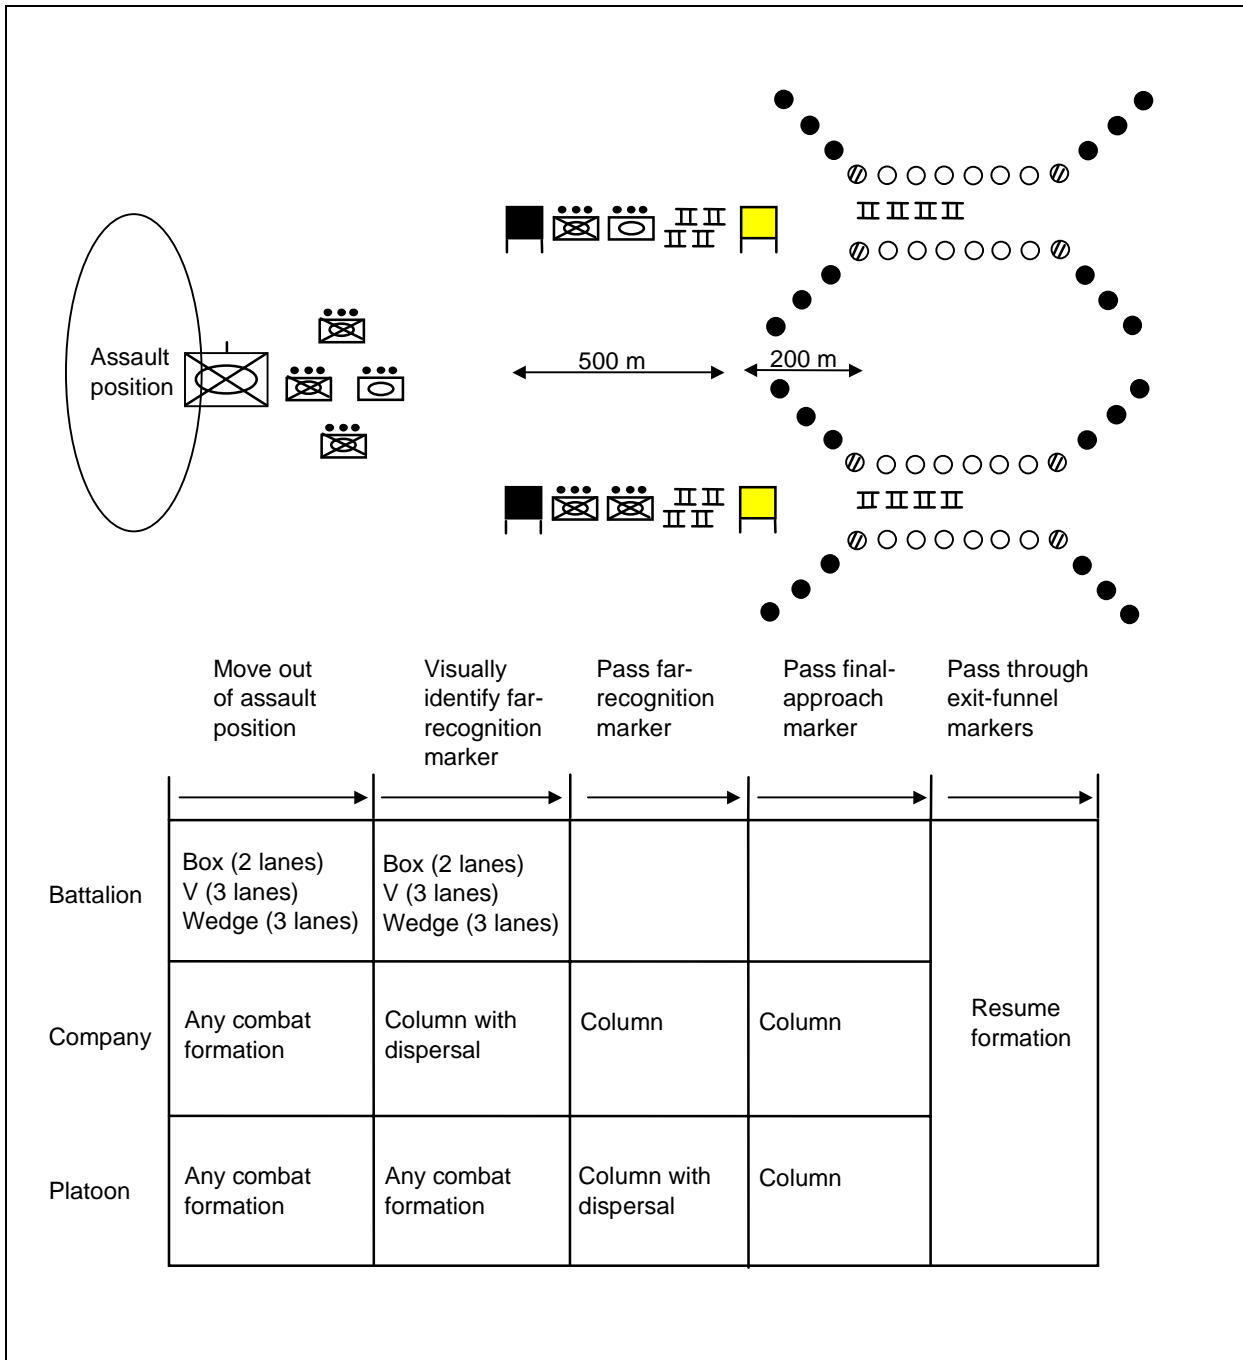 Assault
position
500 m
200 m
Move out
of assault
position
Visually
identify far-
recognition
marker
Pass far-
recognition
marker
Pass final-
approach
marker
Pass through
exit-funnel
markers
Battalion
Box (2 lanes)
V (3 lanes)
Wedge (3 lanes)
Box (2 lanes)
V (3 lanes)
Wedge (3 lanes)
Company
Any combat
formation
Column with
dispersal
Column
Column
Resume
formation
Platoon
Any combat
formation
Any combat
formation
Column with
dispersal
Column